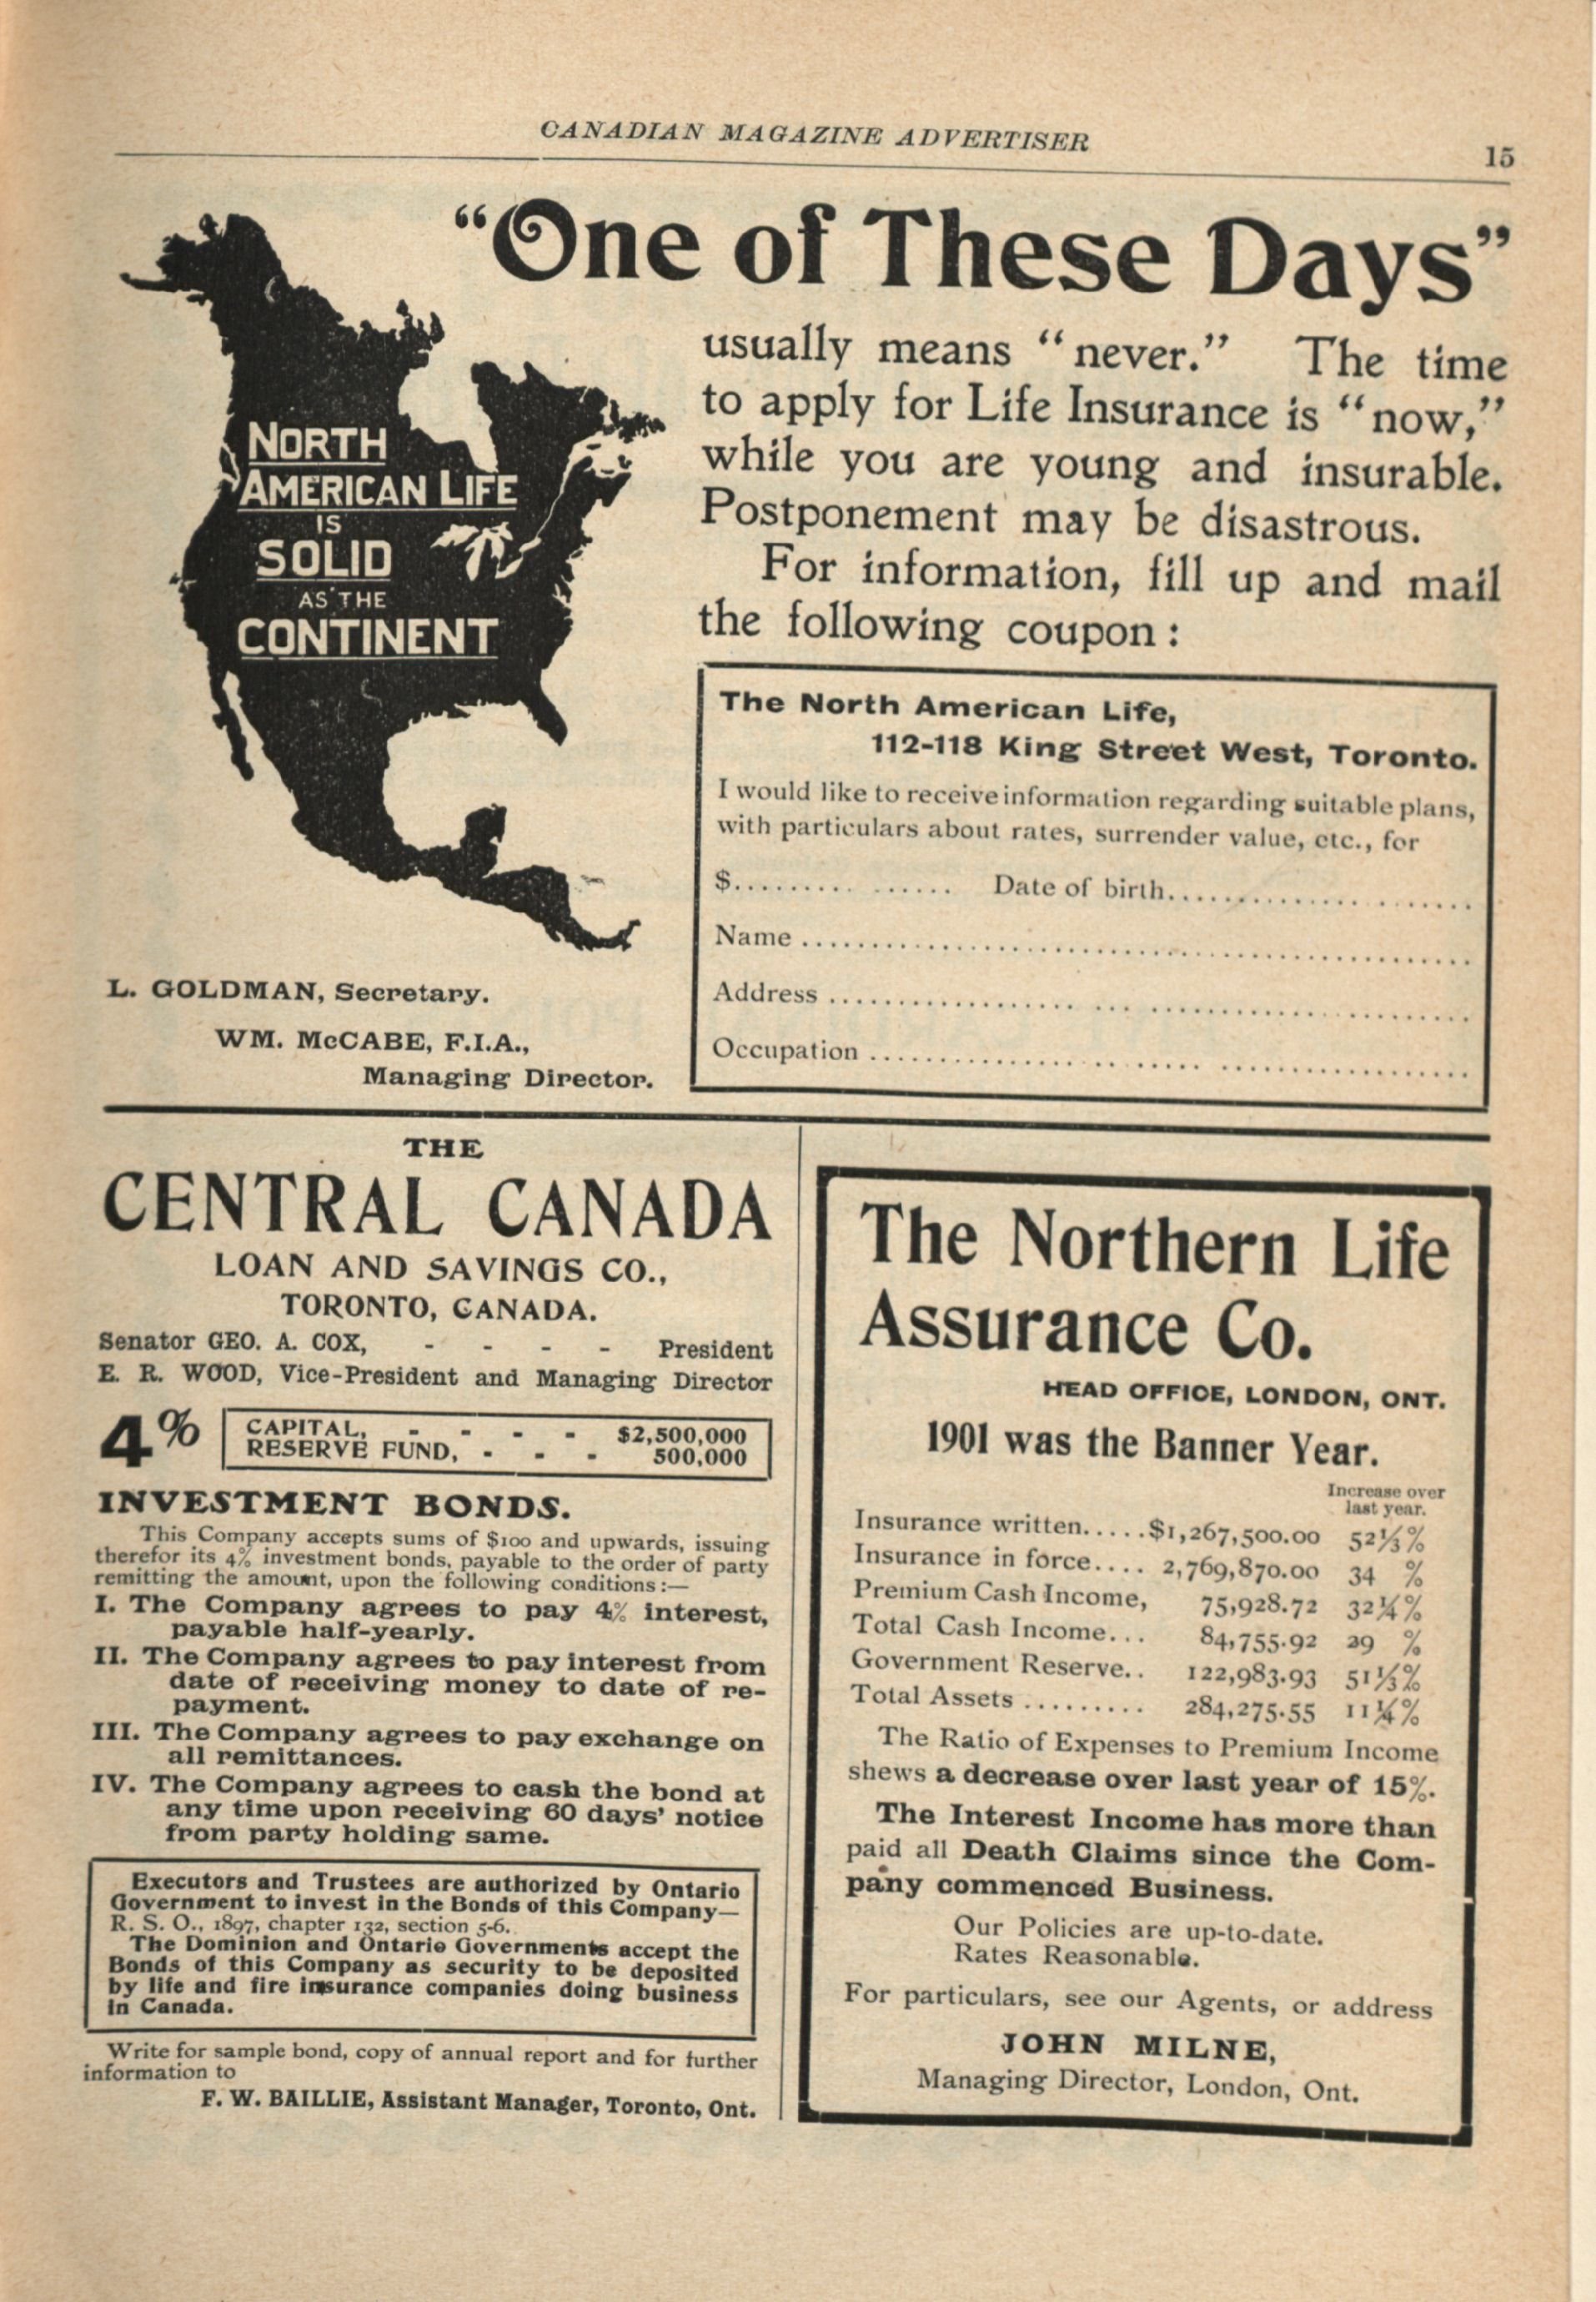 CANADIAN MAGAZINE ADVERTISER
15
"One of These Days"
usually means "never." The time
to apply for Life Insurance is "now,"
while you are young and insurable.
Postponement may be disastrous.
For information, fill up and mail
the following coupon:
NORTH
AMERICAN LIFE
IS
SOLID
AS THE
CONTINENT
L. GOLDMAN, Secretary.
WM. McCABE, F.I.A.,
Managing Director.
The North American Life,
112-118 King Street West, Toronto.
I would like to receive information regarding suitable plans,
with particulars about rates, surrender value, etc., for
$............... Date of birth......................
Name................................................
Address.............................................
Occupation..........................................
THE
CENTRAL CANADA
LOAN AND SAVINGS CO.,
TORONTO, CANADA.
Senator GEO. A. COX, - - - - President
E. R. WOOD, Vice-President and Managing Director
4%
CAPITAL, - - - - $2,500,000
RESERVE FUND, - - - 500,000
INVESTMENT BONDS.
This Company accepts sums of $100 and upwards, issuing
therefor its 4% investment bonds, payable to the order of party
remitting the amount, upon the following conditions:—
I. The Company agrees to pay 4% interest,
payable half-yearly.
II. The Company agrees to pay interest from
date of receiving money to date of re-
payment.
III. The Company agrees to pay exchange on
all remittances.
IV. The Company agrees to cash the bond at
any time upon receiving 60 days' notice
from party holding same.
Executors and Trustees are authorized by Ontario
Government to invest in the Bonds of this Company—
R. S. O., 1897, chapter 132, section 5-6.
The Dominion and Ontario Governments accept the
Bonds of this Company as security to be deposited
by life and fire insurance companies doing business
in Canada.
Write for sample bond, copy of annual report and for further
information to
F. W. BAILLIE, Assistant Manager, Toronto, Ont.
The Northern Life
Assurance Co.
HEAD OFFICE, LONDON, ONT.
1901 was the Banner Year.
Increase over
last year.
Insurance written.....$1,267,500.00 52⅓%
Insurance in force.... 2,769,870.00 34 %
Premium Cash Income, 75,928.72 32¼%
Total Cash Income... 84,755.92 29 %
Government Reserve.. 122,983.93 51⅓%
Total Assets......... 284,275.55 11¼%
The Ratio of Expenses to Premium Income
shews a decrease over last year of 15%.
The Interest Income has more than
paid all Death Claims since the Com-
pany commenced Business.
Our Policies are up-to-date.
Rates Reasonable.
For particulars, see our Agents, or address
JOHN MILNE,
Managing Director, London, Ont.